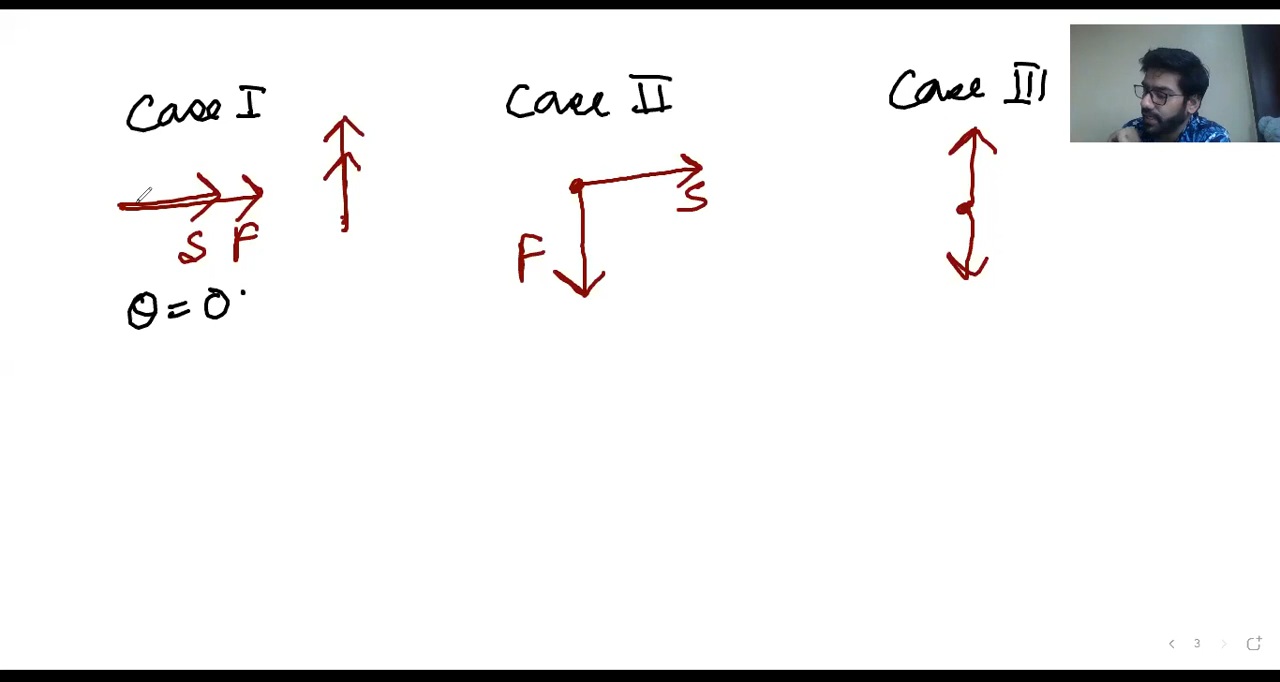 Case I
Case II
Case III
S F
S
F
θ = 0°
3